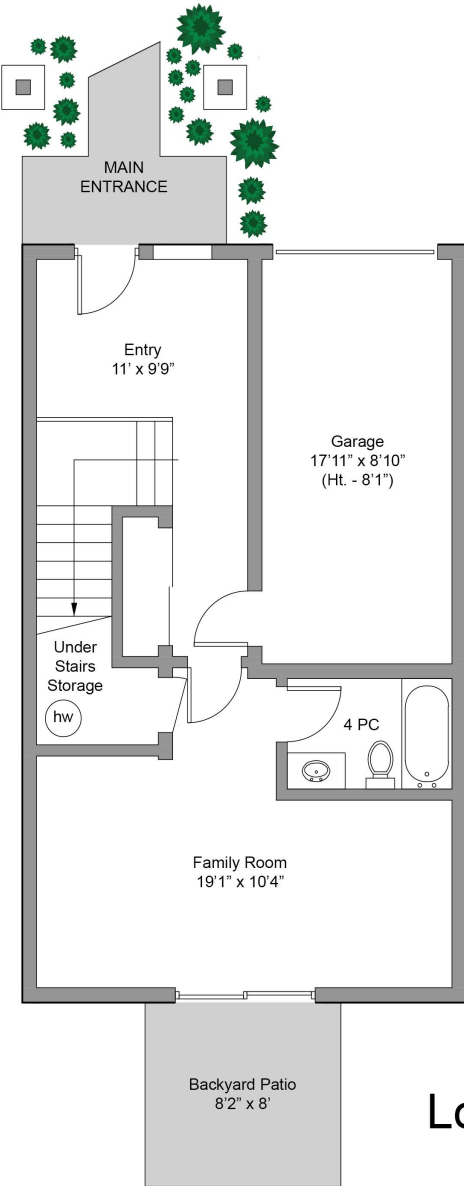 MAIN
ENTRANCE
Entry
11’ x 9’9”
Garage
17’11” x 8’10”
(Ht. - 8’1”)
Under
Stairs
Storage
hw
4 PC
Family Room
19’1” x 10’4”
Backyard Patio
8’2” x 8’